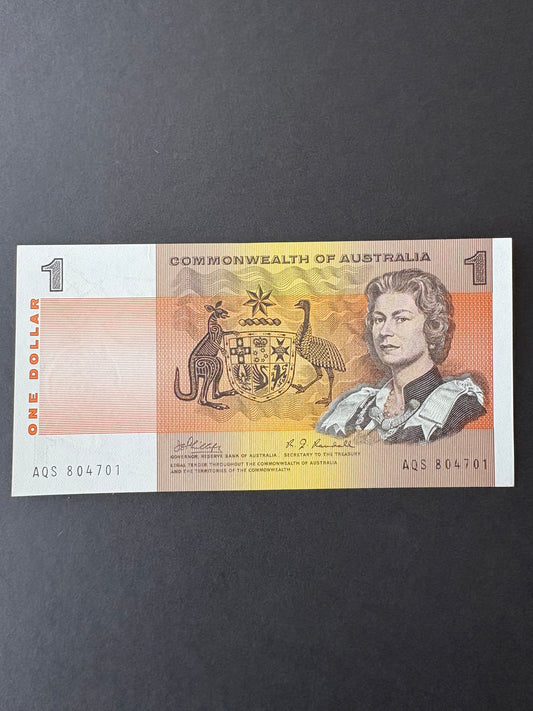 1
COMMONWEALTH OF AUSTRALIA
1
ONE DOLLAR
GOVERNOR, RESERVE BANK OF AUSTRALIA. SECRETARY TO THE TREASURY
LEGAL TENDER THROUGHOUT THE COMMONWEALTH OF AUSTRALIA
AND THE TERRITORIES OF THE COMMONWEALTH
AQS 804701
AQS 804701